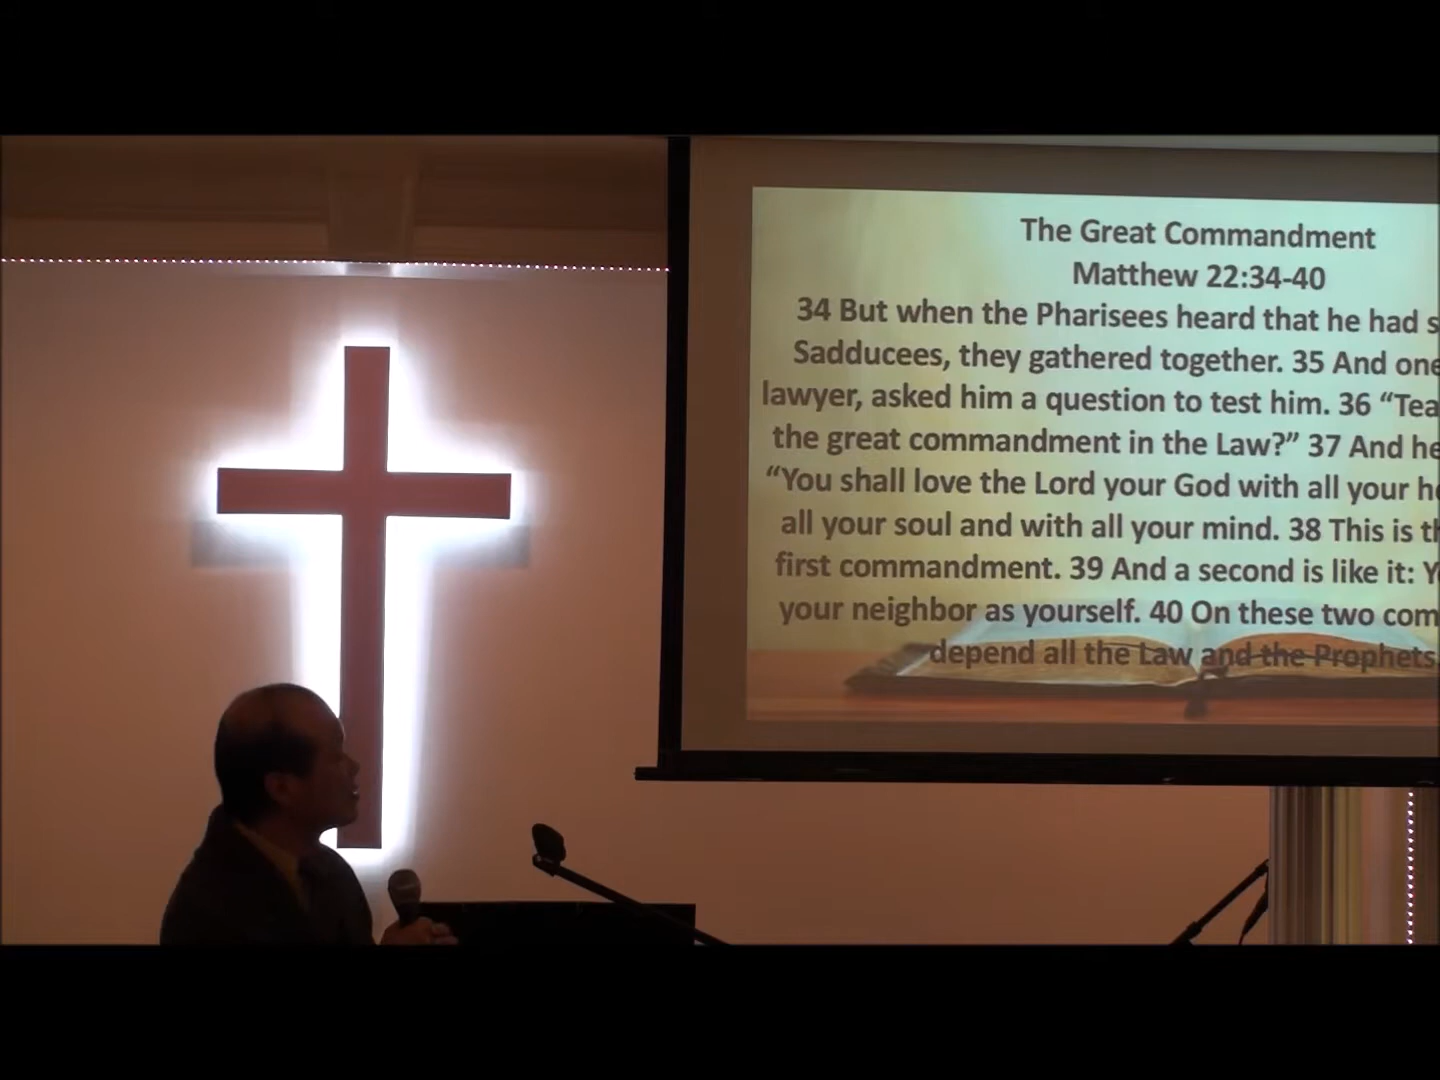 The Great Commandment
Matthew 22:34-40
34 But when the Pharisees heard that he had s
Sadducees, they gathered together. 35 And one
lawyer, asked him a question to test him. 36 “Tea
the great commandment in the Law?” 37 And he
“You shall love the Lord your God with all your he
all your soul and with all your mind. 38 This is th
first commandment. 39 And a second is like it: Y
your neighbor as yourself. 40 On these two com
depend all the Law and the Prophets.